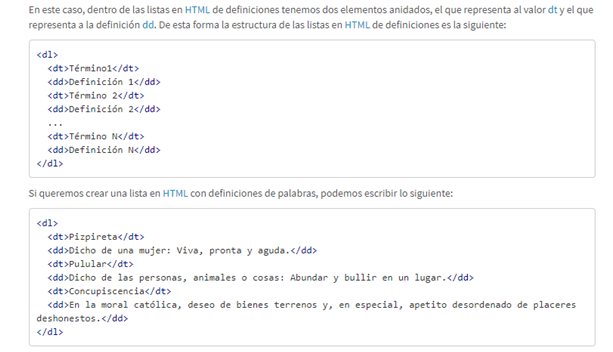 En este caso, dentro de las listas en HTML de definiciones tenemos dos elementos anidados, el que representa al valor dt y el que
representa a la definición dd. De esta forma la estructura de las listas en HTML de definiciones es la siguiente:
<dl>
<dt>Término1</dt>
<dd>Definición 1</dd>
<dt>Término 2</dt>
<dd>Definición 2</dd>
...
<dt>Término N</dt>
<dd>Definición N</dd>
</dl>
Si queremos crear una lista en HTML con definiciones de palabras, podemos escribir lo siguiente:
<dl>
<dt>Pizpireta</dt>
<dd>Dicho de una mujer: Viva, pronta y aguda.</dd>
<dt>Pulular</dt>
<dd>Dicho de las personas, animales o cosas: Abundar y bullir en un lugar.</dd>
<dt>Concupiscencia</dt>
<dd>En la moral católica, deseo de bienes terrenos y, en especial, apetito desordenado de placeres
deshonestos.</dd>
</dl>